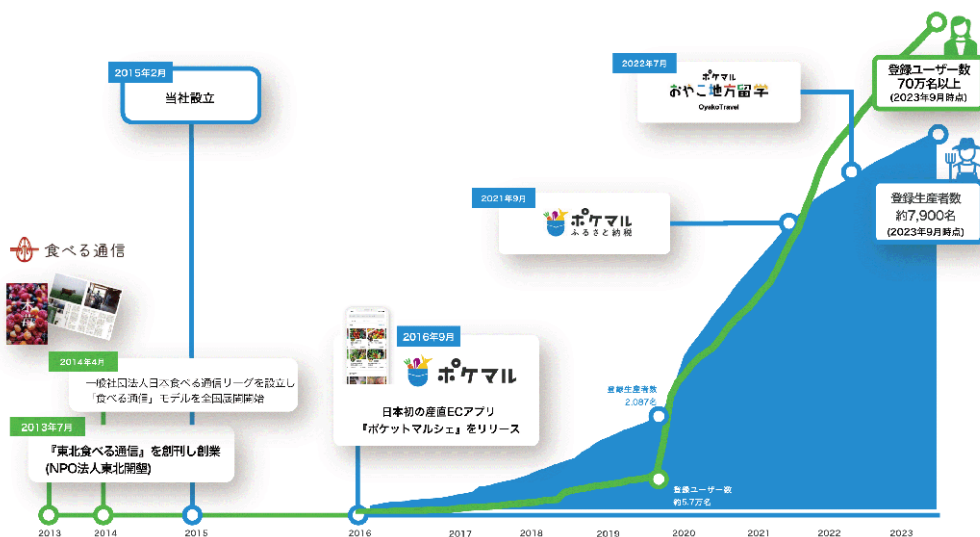 2015年2月
当社設立
食べる通信
2014年4月
一般社団法人日本食べる通信リーグを設立し
「食べる通信」モデルを全国展開開始
2013年7月
『東北食べる通信』を創刊し創業
(NPO法人東北開墾)
2016年9月
ポケマル
日本初の産直ECアプリ
『ポケットマルシェ』をリリース
2021年9月
ポケマル
ふるさと納税
2022年7月
ポケマル
おやこ地方留学
OyakoTravel
登録ユーザー数
70万名以上
(2023年9月時点)
登録生産者数
約7,900名
(2023年9月時点)
登録生産者数
2,087名
登録ユーザー数
約5.7万名
2013 2014 2015 2016 2017 2018 2019 2020 2021 2022 2023